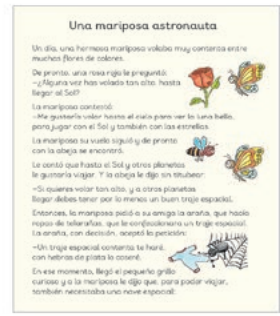 Una mariposa astronauta
Un día, una hermosa mariposa volaba muy contenta entre
muchas flores de colores.
De pronto, una rosa roja le preguntó:
–¿Alguna vez has volado tan alto, hasta
llegar al Sol?
La mariposa contestó:
–Me gustaría volar hasta el cielo para ver la luna bella,
para jugar con el Sol y también con las estrellas.
La mariposa su vuelo siguió y de pronto
con la abeja se encontró.
Le contó que hasta el Sol y otros planetas
le gustaría viajar. Y la abeja le dijo sin titubear:
–Si quieres volar tan alto, y a otros planetas
llegar debes tener por lo menos un buen traje espacial.
Entonces, la mariposa pidió a su amiga la araña, que hacía
ropas de telarañas, que le confeccionara un traje espacial.
La araña, con decisión, aceptó la petición:
–Un traje espacial contenta te haré,
con hebras de plata lo coseré.
En ese momento, llegó el pequeño grillo
curioso y a la mariposa le dijo que, para poder viajar,
también necesitaba una nave espacial: